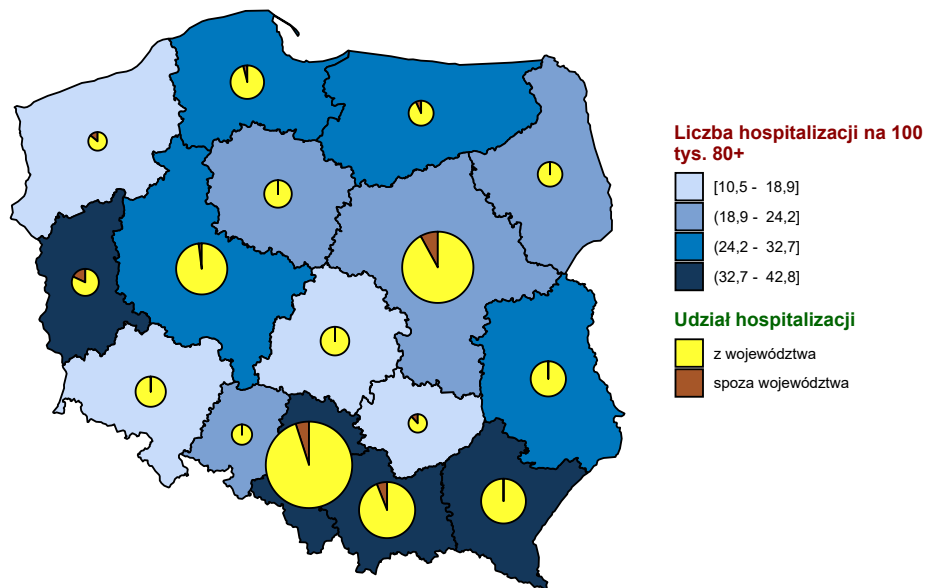 Liczba hospitalizacji na 100
tys. 80+
[10,5 - 18,9]
(18,9 - 24,2]
(24,2 - 32,7]
(32,7 - 42,8]
Udział hospitalizacji
z województwa
spoza województwa